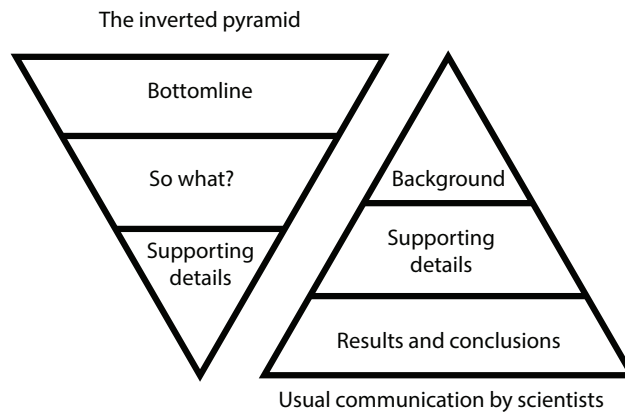 The inverted pyramid
Bottomline
So what?
Supporting
details
Background
Supporting
details
Results and conclusions
Usual communication by scientists